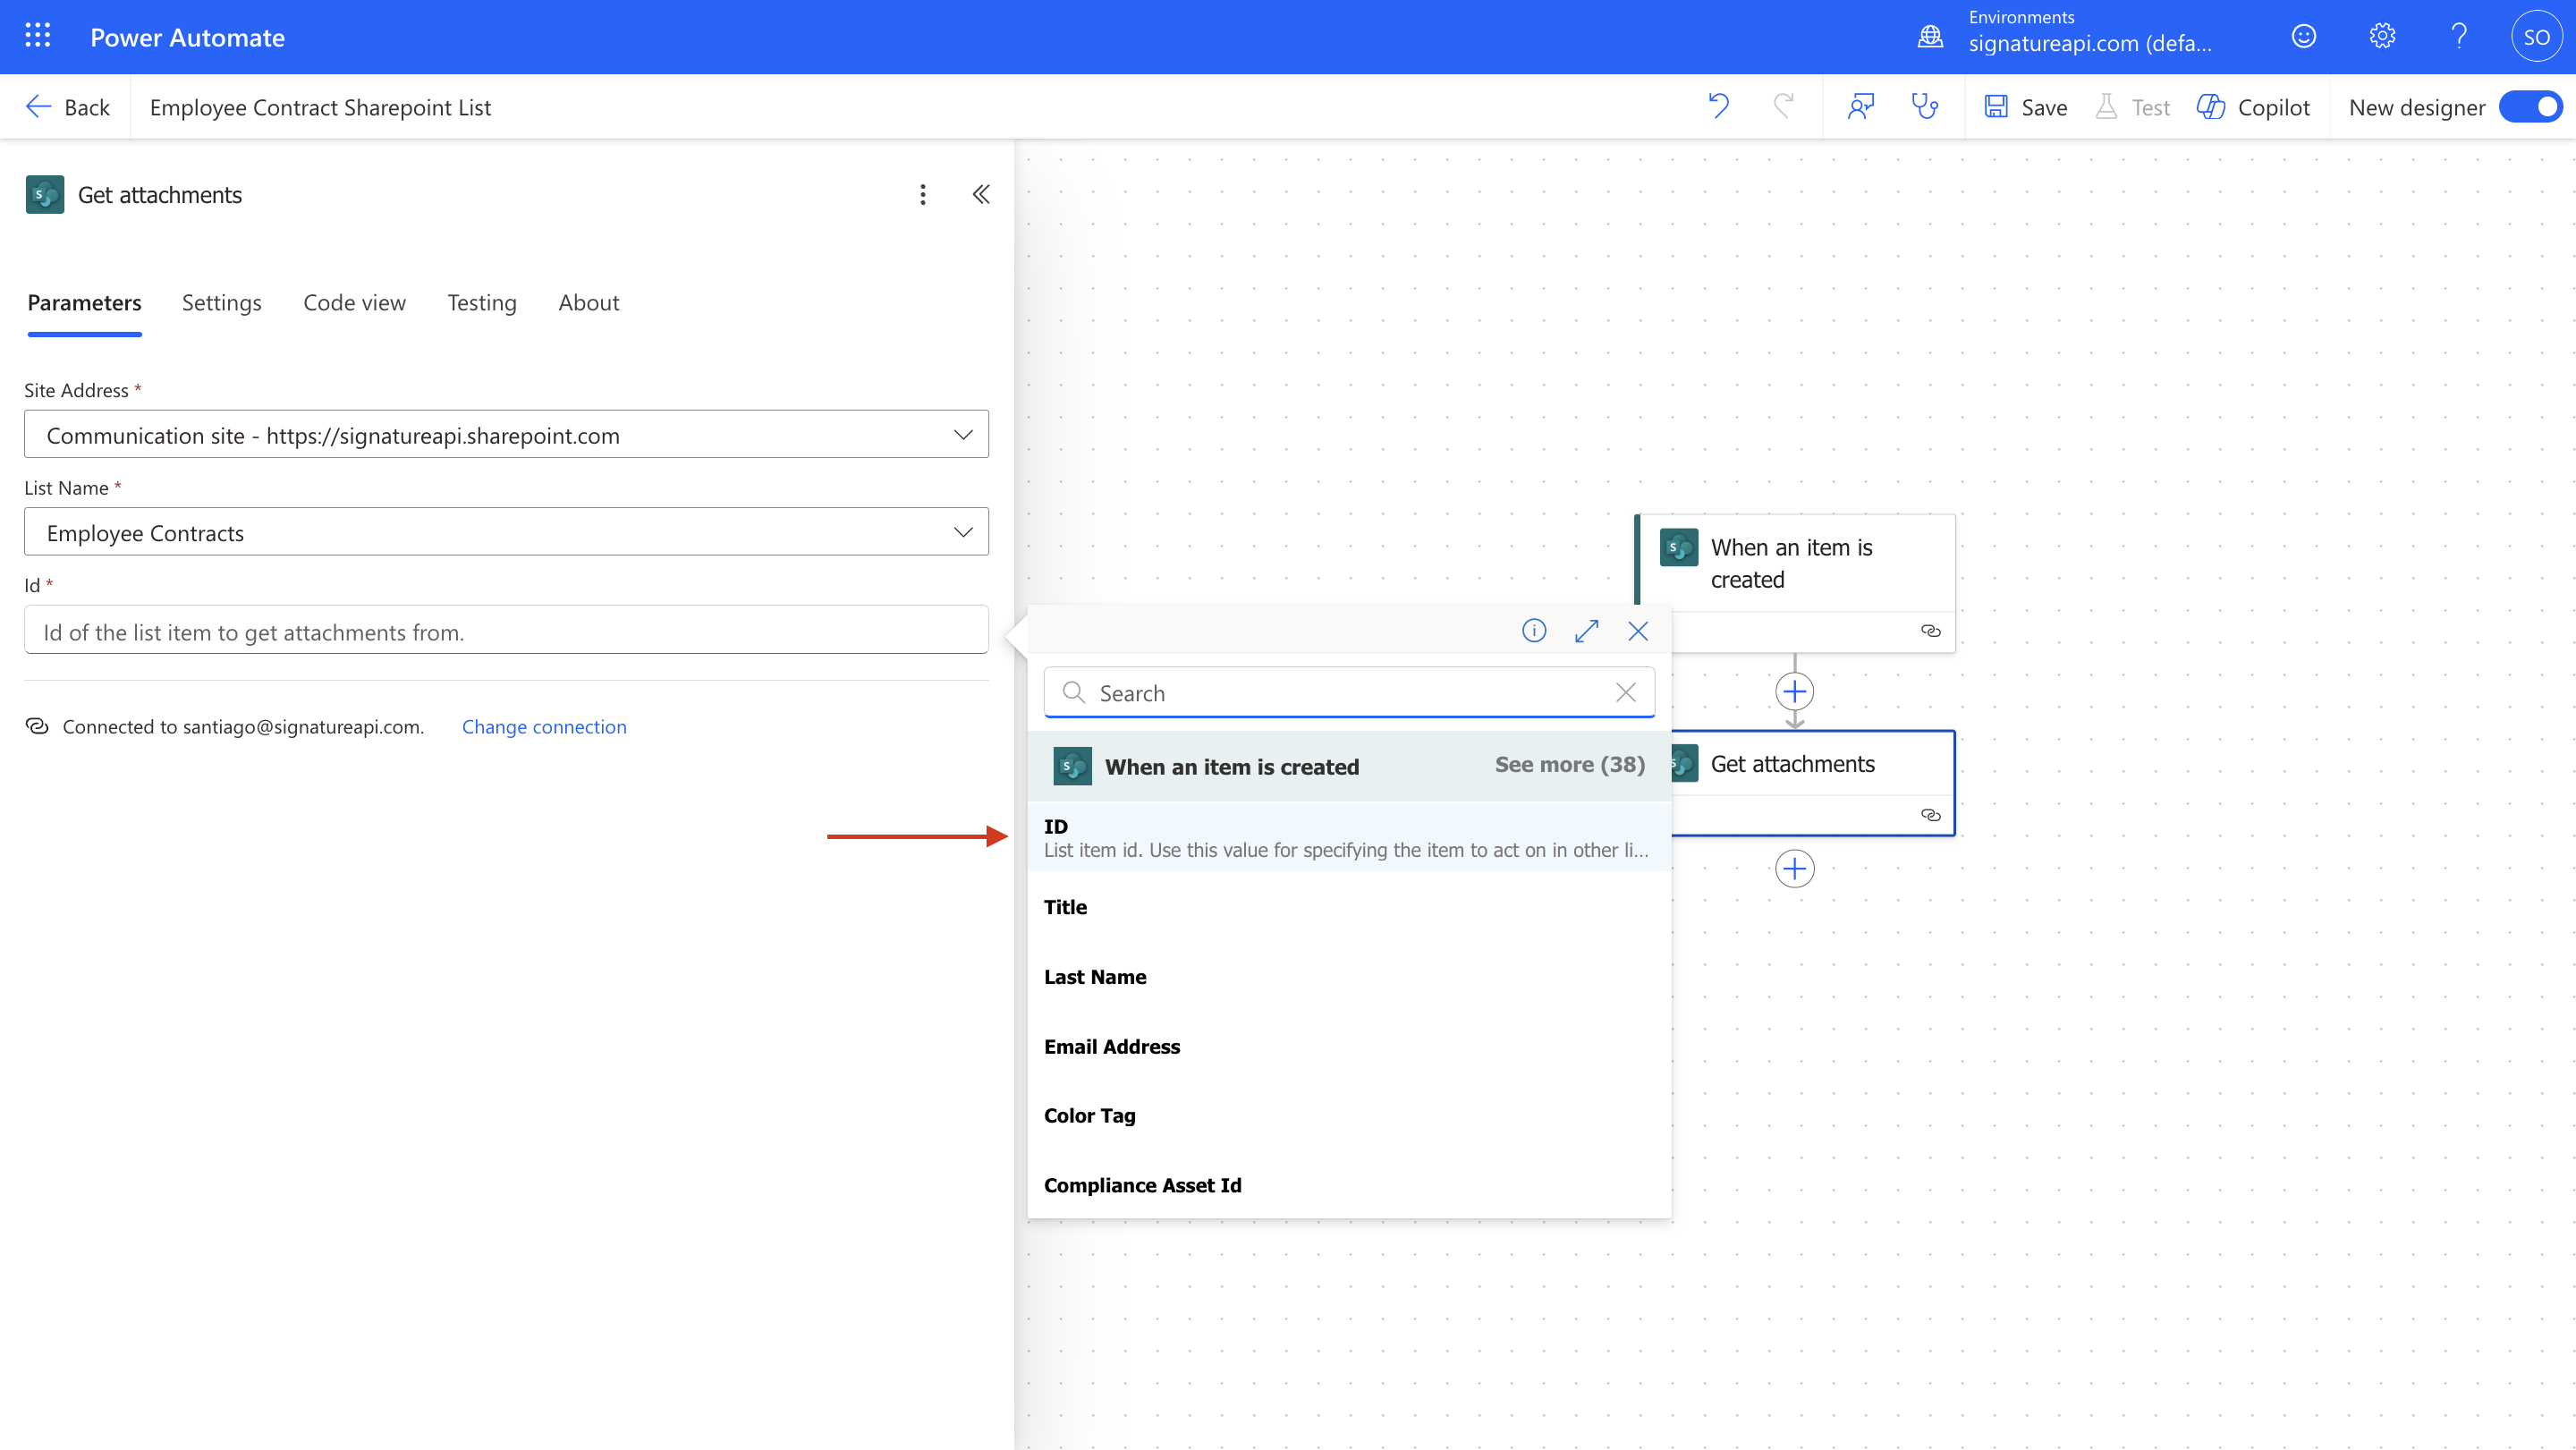 Power Automate
Environments
signatureapi.com (defa...
SO
Back
Employee Contract Sharepoint List
Save
Test
Copilot
New designer
Get attachments
Parameters
Settings
Code view
Testing
About
Site Address *
Communication site - https://signatureapi.sharepoint.com
List Name *
Employee Contracts
Id *
Id of the list item to get attachments from.
Connected to santiago@signatureapi.com.
Change connection
When an item is
created
Get attachments
Search
When an item is created
See more (38)
ID
List item id. Use this value for specifying the item to act on in other li...
Title
Last Name
Email Address
Color Tag
Compliance Asset Id